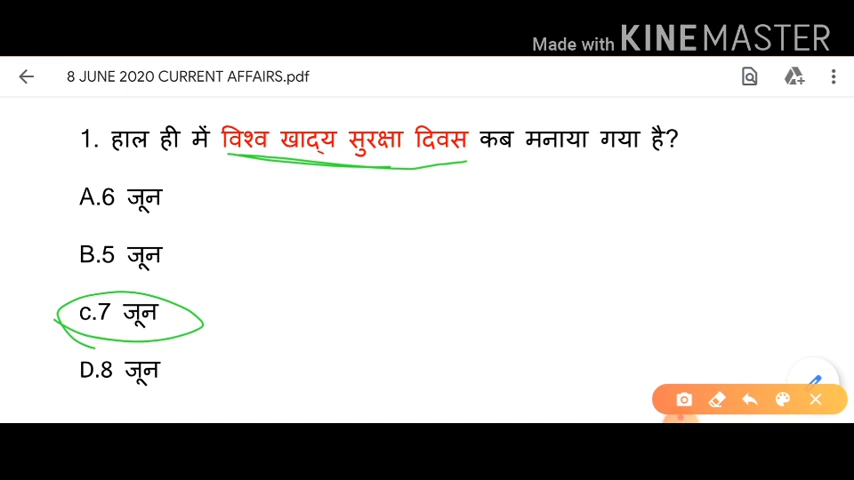 Made with KINEMASTER
8 JUNE 2020 CURRENT AFFAIRS.pdf
1. हाल ही में विश्व खाद्य सुरक्षा दिवस कब मनाया गया है?
A.6 जून
B.5 जून
c.7 जून
D.8 जून